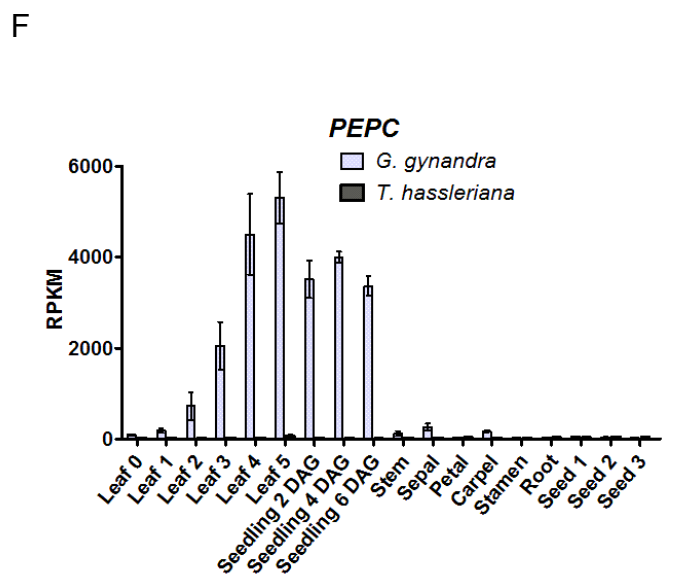 F
PEPC
G. gynandra
T. hassleriana
RPKM
6000
4000
2000
0
Leaf 0
Leaf 1
Leaf 2
Leaf 3
Leaf 4
Leaf 5
Seedling 2 DAG
Seedling 4 DAG
Seedling 6 DAG
Stem
Sepal
Petal
Carpel
Stamen
Root
Seed 1
Seed 2
Seed 3